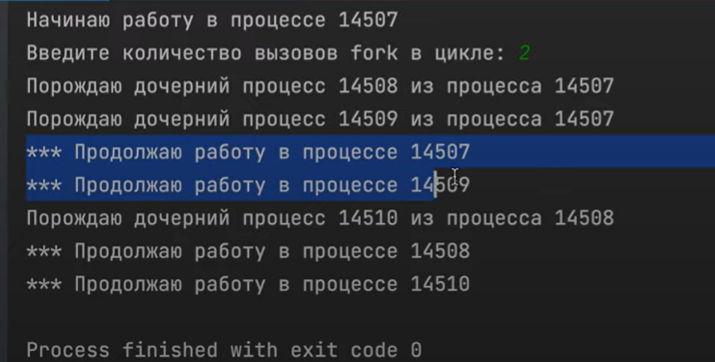 Начинаю работу в процессе 14507
Введите количество вызовов fork в цикле: 2
Порождаю дочерний процесс 14508 из процесса 14507
Порождаю дочерний процесс 14509 из процесса 14507
*** Продолжаю работу в процессе 14507
*** Продолжаю работу в процессе 14509
Порождаю дочерний процесс 14510 из процесса 14508
*** Продолжаю работу в процессе 14508
*** Продолжаю работу в процессе 14510
Process finished with exit code 0